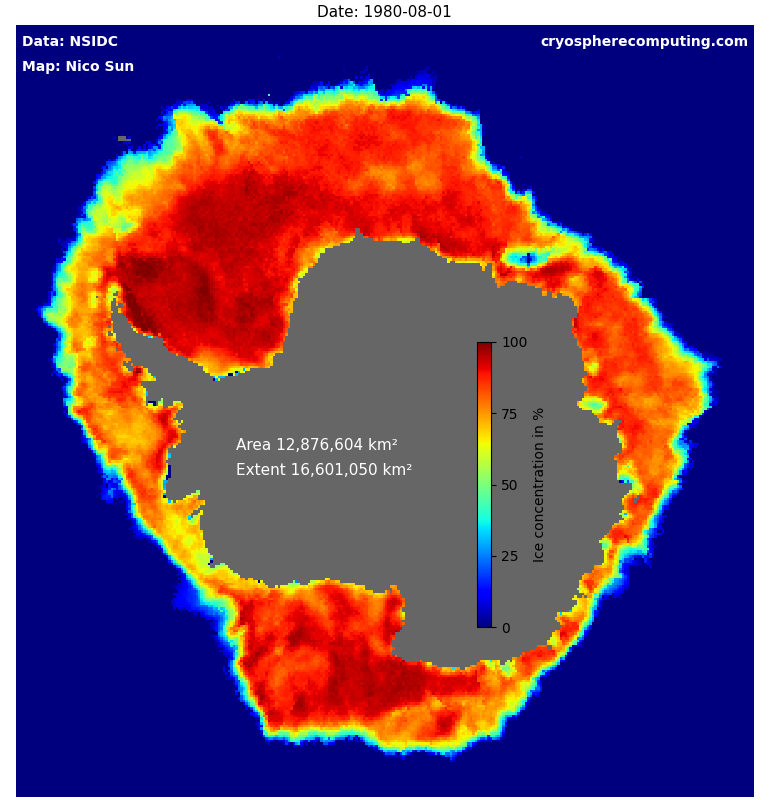 Date: 1980-08-01
Data: NSIDC
cryospherecomputing.com
Map: Nico Sun
100
75
50
25
0
Ice concentration in %
Area 12,876,604 km²
Extent 16,601,050 km²